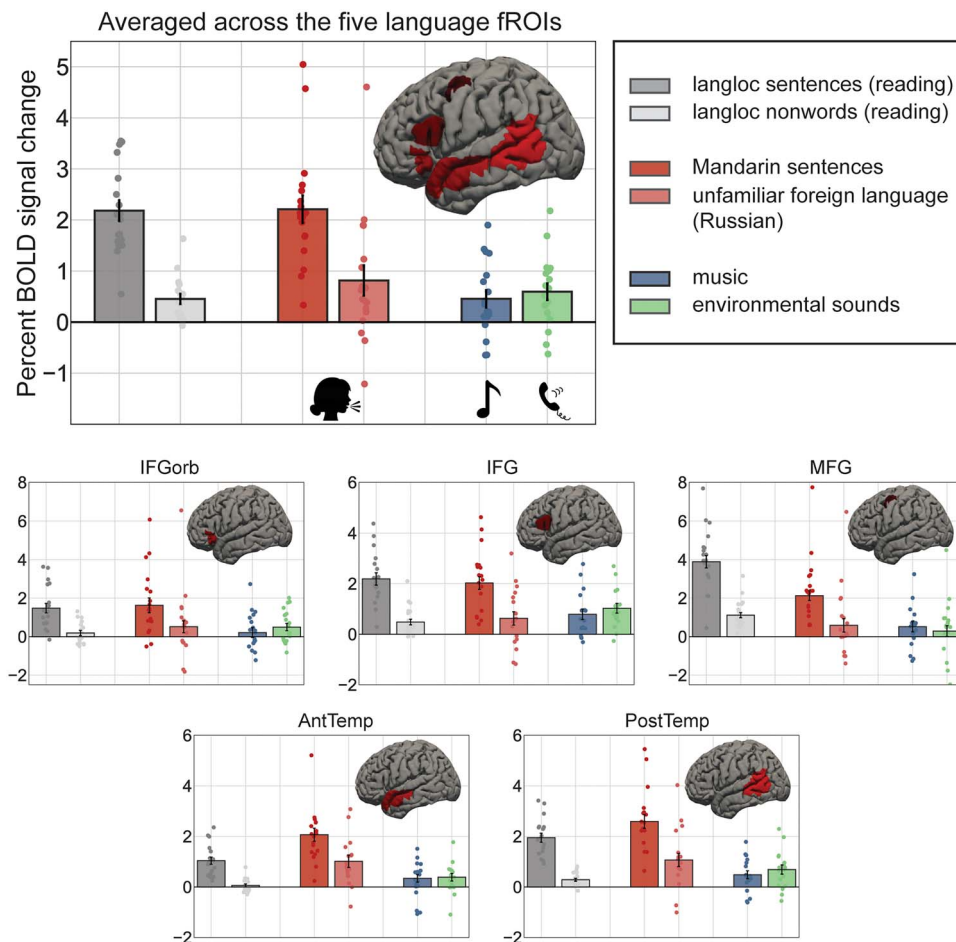 Averaged across the five language fROIs
Percent BOLD signal change
5
4
3
2
1
0
−1
langloc sentences (reading)
langloc nonwords (reading)
Mandarin sentences
unfamiliar foreign language
(Russian)
music
environmental sounds
IFGorb
8
6
4
2
0
−2
IFG
6
4
2
0
−2
MFG
8
6
4
2
0
−2
AntTemp
6
4
2
0
−2
PostTemp
6
4
2
0
−2